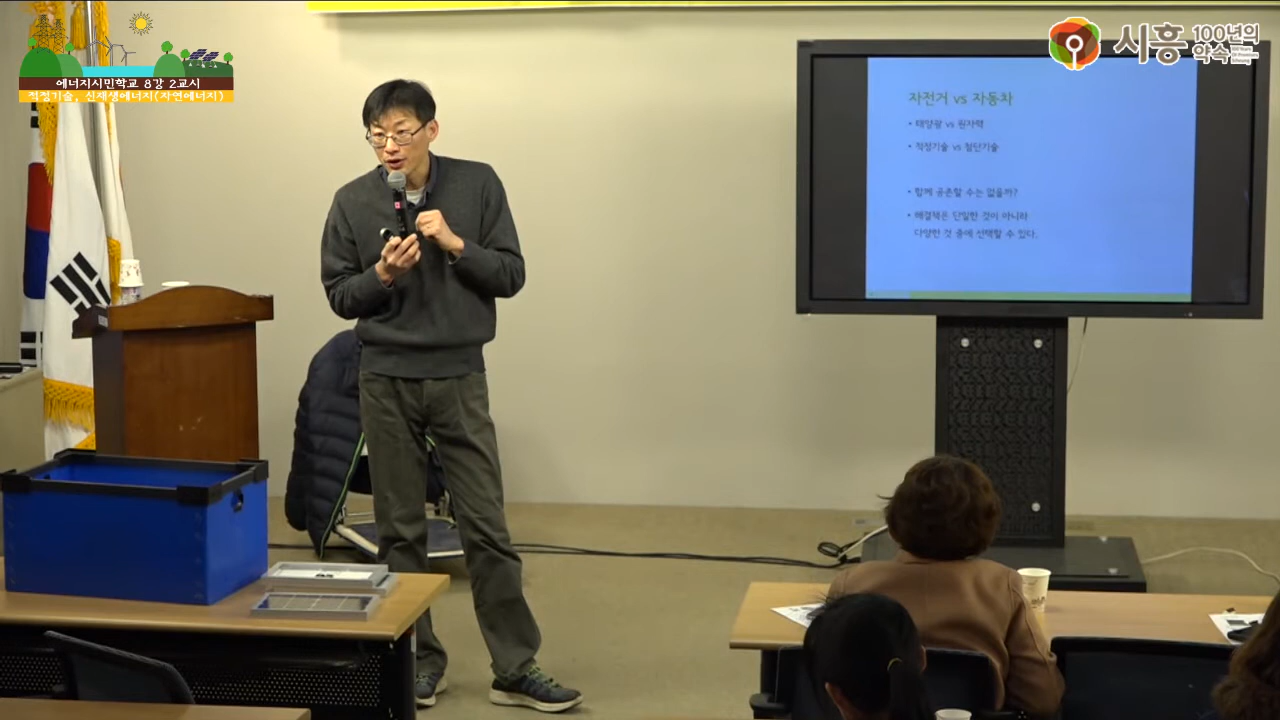 에너지시민학교 8강 2교시
적정기술, 신재생에너지(자연에너지)
시흥 100년의 약속
자전거 vs 자동차
• 태양광 vs 원자력
• 적정기술 vs 첨단기술
• 함께 공존할 수는 없을까?
• 해결책은 단일한 것이 아니라
다양한 것 중에 선택할 수 있다.